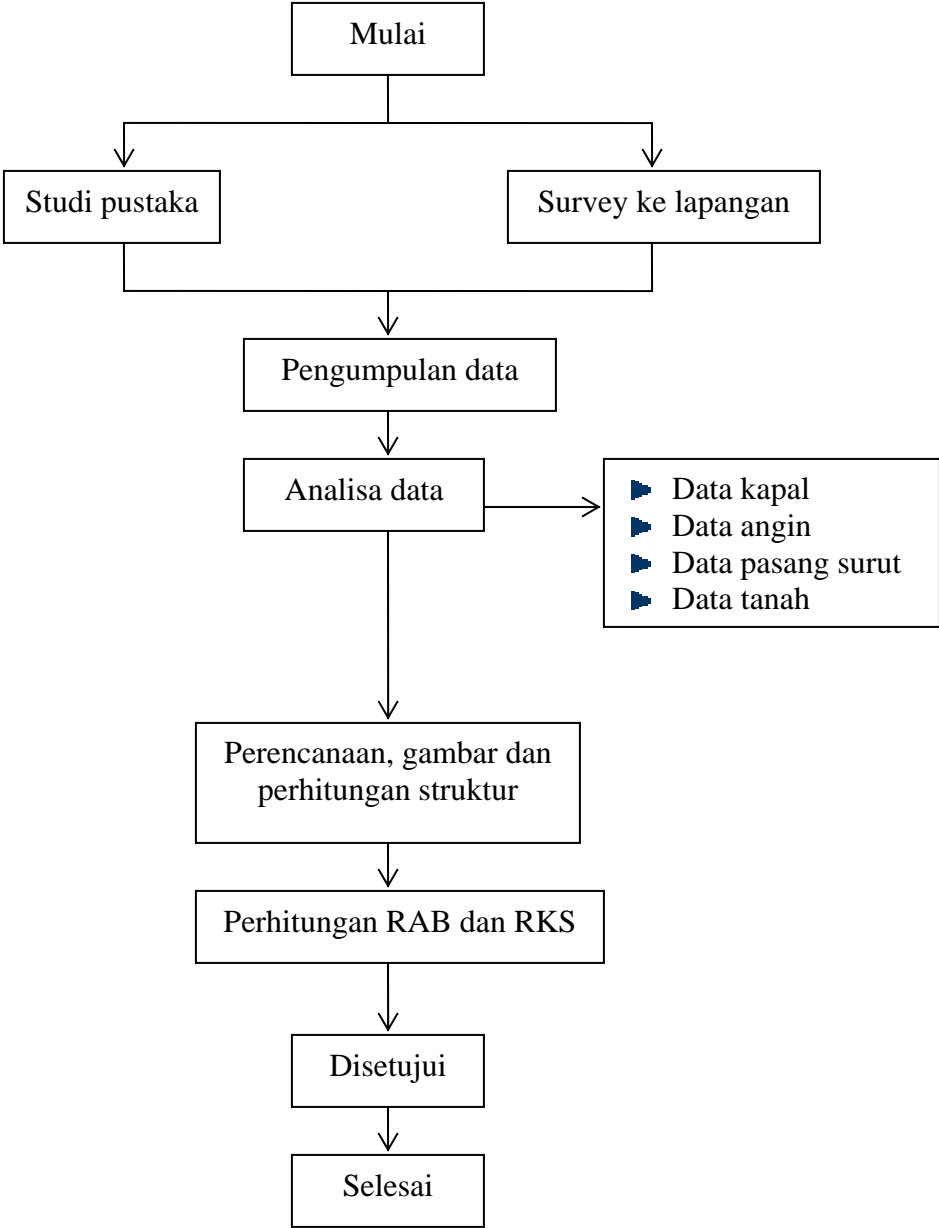 Mulai
Studi pustaka
Survey ke lapangan
Pengumpulan data
Analisa data
Data kapal
Data angin
Data pasang surut
Data tanah
Perencanaan, gambar dan
perhitungan struktur
Perhitungan RAB dan RKS
Disetujui
Selesai